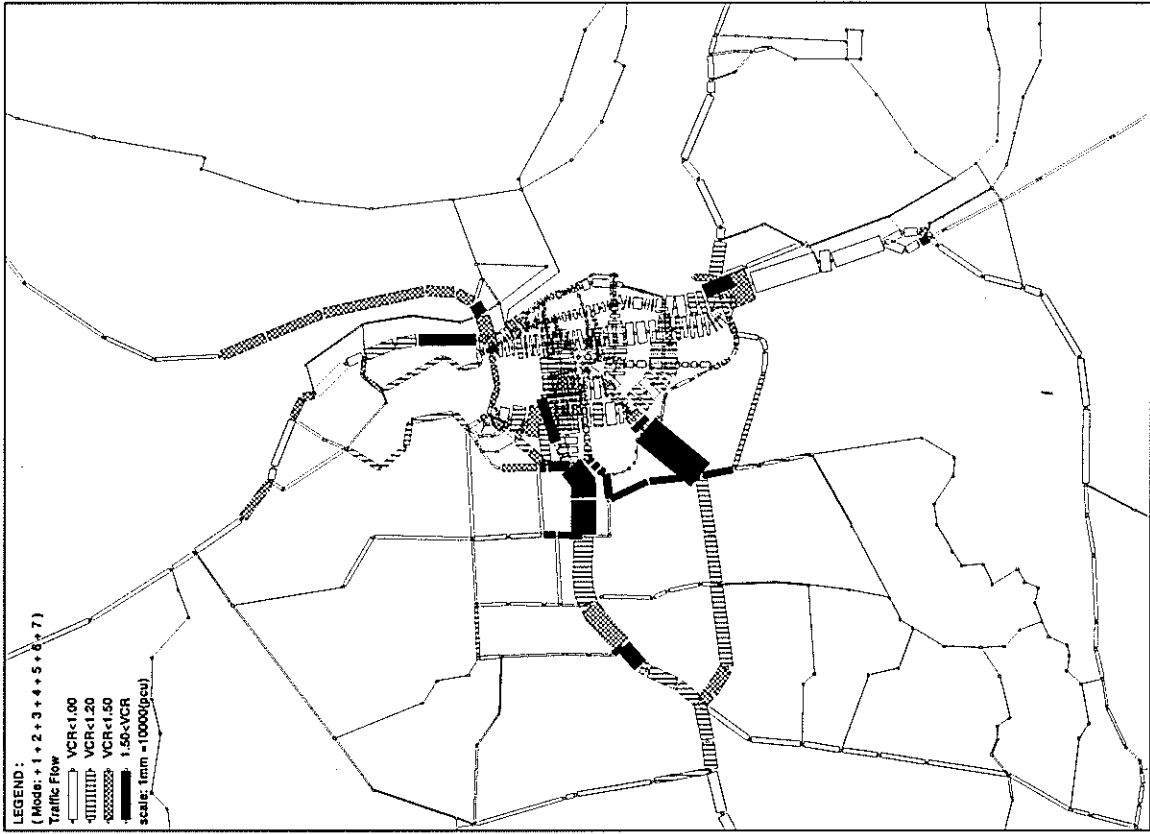 LEGEND :
( Mode: + 1 + 2 + 3 + 4 + 5 + 6 + 7 )
Traffic Flow
VCR<1.00
VCR<1.20
VCR<1.50
1.50<VCR
scale: 1mm =10000(pcu)